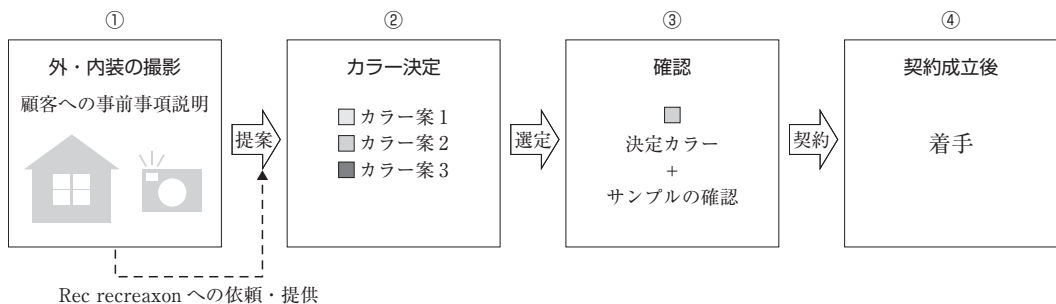 ①
外・内装の撮影
顧客への事前事項説明
Rec recreaxon への依頼・提供
提案
②
カラー決定
カラー案 1
カラー案 2
カラー案 3
選定
③
確認
決定カラー
+
サンプルの確認
契約
④
契約成立後
着手